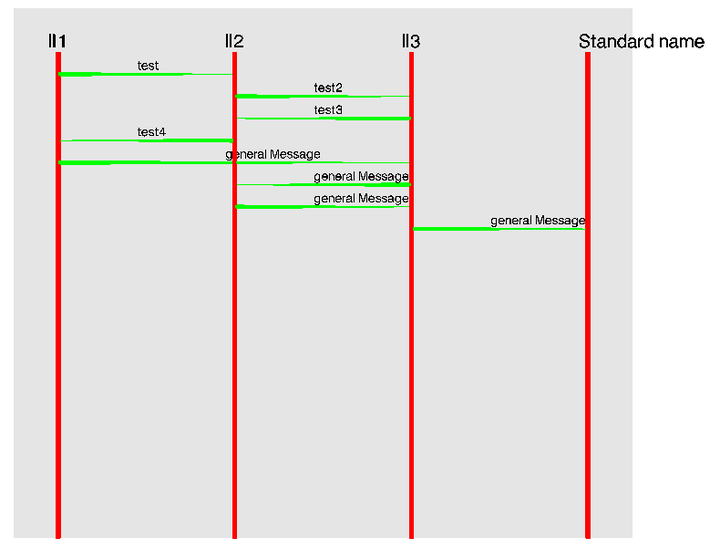 ll1 ll2 ll3 Standard name
test
test2
test3
test4
general Message
general Message
general Message
general Message